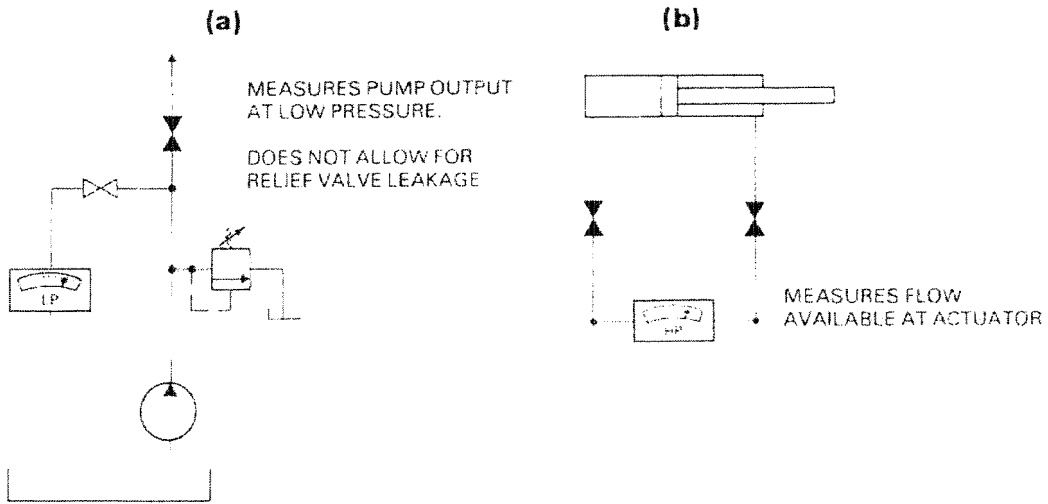 (a)
MEASURES PUMP OUTPUT
AT LOW PRESSURE.
DOES NOT ALLOW FOR
RELIEF VALVE LEAKAGE
LP
(b)
HP
MEASURES FLOW
AVAILABLE AT ACTUATOR